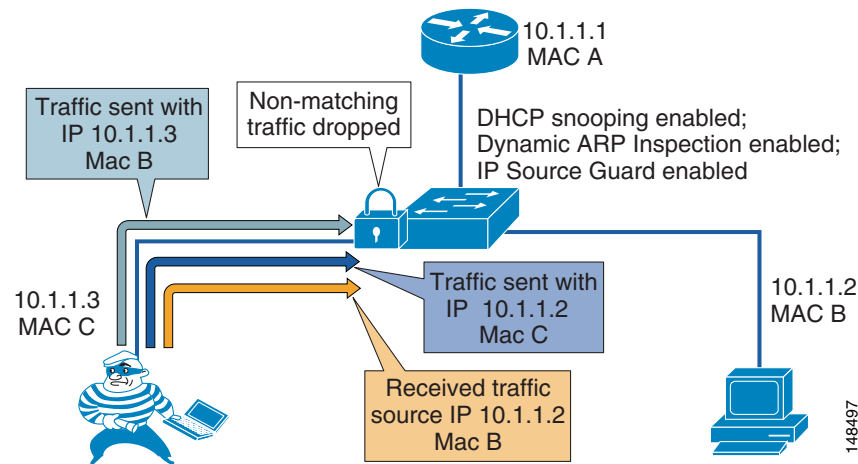 10.1.1.1
MAC A
Traffic sent with
IP 10.1.1.3
Mac B
Non-matching
traffic dropped
DHCP snooping enabled;
Dynamic ARP Inspection enabled;
IP Source Guard enabled
10.1.1.3
MAC C
Traffic sent with
IP 10.1.1.2
Mac C
10.1.1.2
MAC B
Received traffic
source IP 10.1.1.2
Mac B
148497